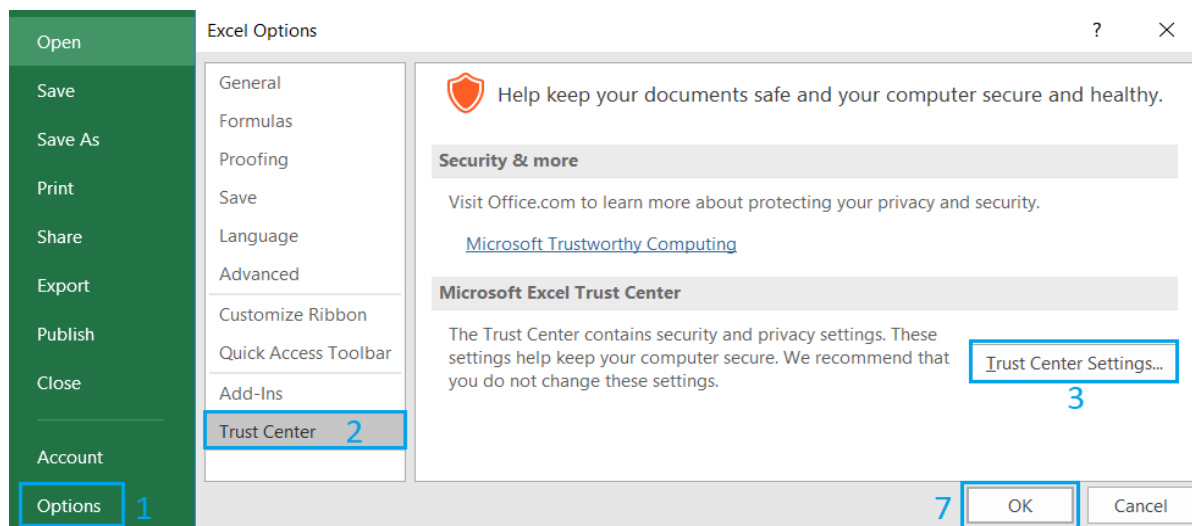 Open
Save
Save As
Print
Share
Export
Publish
Close
Account
Options 1
Excel Options
?
General
Formulas
Proofing
Save
Language
Advanced
Customize Ribbon
Quick Access Toolbar
Add-Ins
Trust Center 2
Help keep your documents safe and your computer secure and healthy.
Security & more
Visit Office.com to learn more about protecting your privacy and security.
Microsoft Trustworthy Computing
Microsoft Excel Trust Center
The Trust Center contains security and privacy settings. These
settings help keep your computer secure. We recommend that
you do not change these settings.
Trust Center Settings...
3
7 OK Cancel